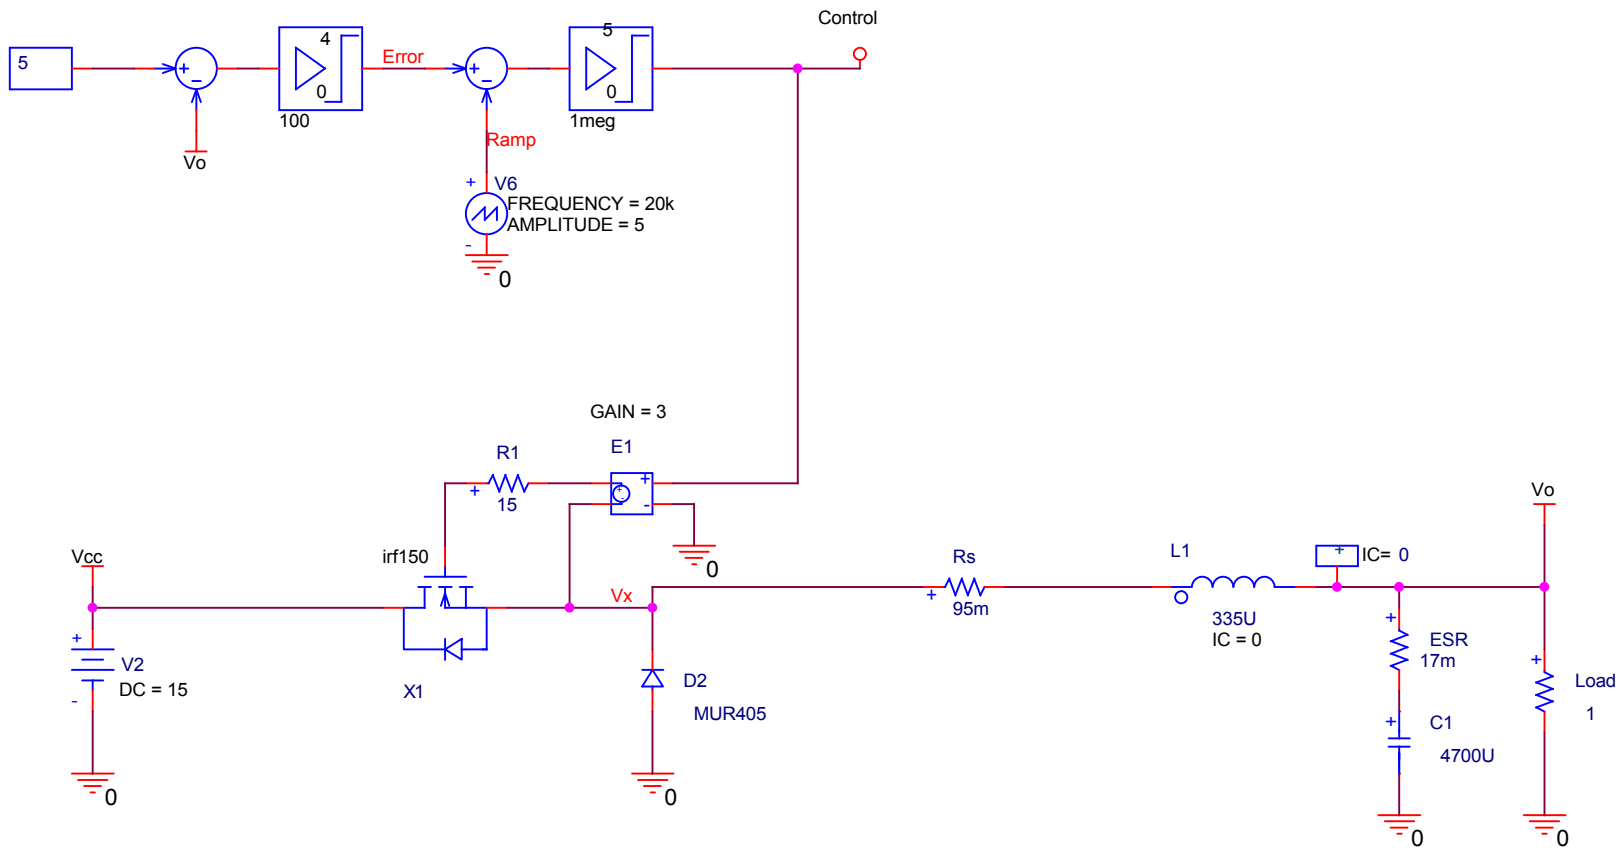 Control
5
+
-
4
0
100
Error
+
-
5
0
1meg
Vo
Ramp
+
V6
FREQUENCY = 20k
AMPLITUDE = 5
-
0
GAIN = 3
E1
R1
+
15
+
-
+
-
0
irf150
Vcc
Vx
X1
+
V2
DC = 15
-
0
D2
MUR405
0
Rs
+
95m
L1
335U
IC = 0
+
IC= 0
Vo
+
ESR
17m
+
C1
4700U
0
+
Load
1
0